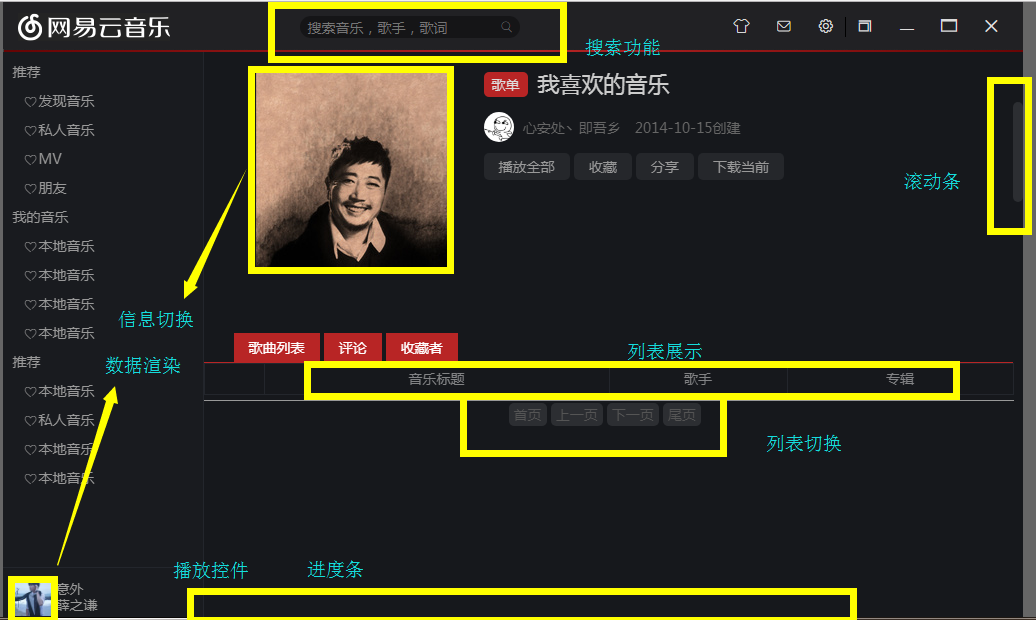 网易云音乐
搜索音乐，歌手，歌词
搜索功能
推荐
发现音乐
私人音乐
MV
朋友
我的音乐
本地音乐
本地音乐
本地音乐
本地音乐
推荐
本地音乐
私人音乐
本地音乐
本地音乐
歌单 我喜欢的音乐
心安处、即吾乡 2014-10-15创建
播放全部 收藏 分享 下载当前
滚动条
信息切换
数据渲染
歌曲列表 评论 收藏者
列表展示
音乐标题 歌手 专辑
首页 上一页 下一页 尾页
列表切换
播放控件 进度条
意外
薛之谦